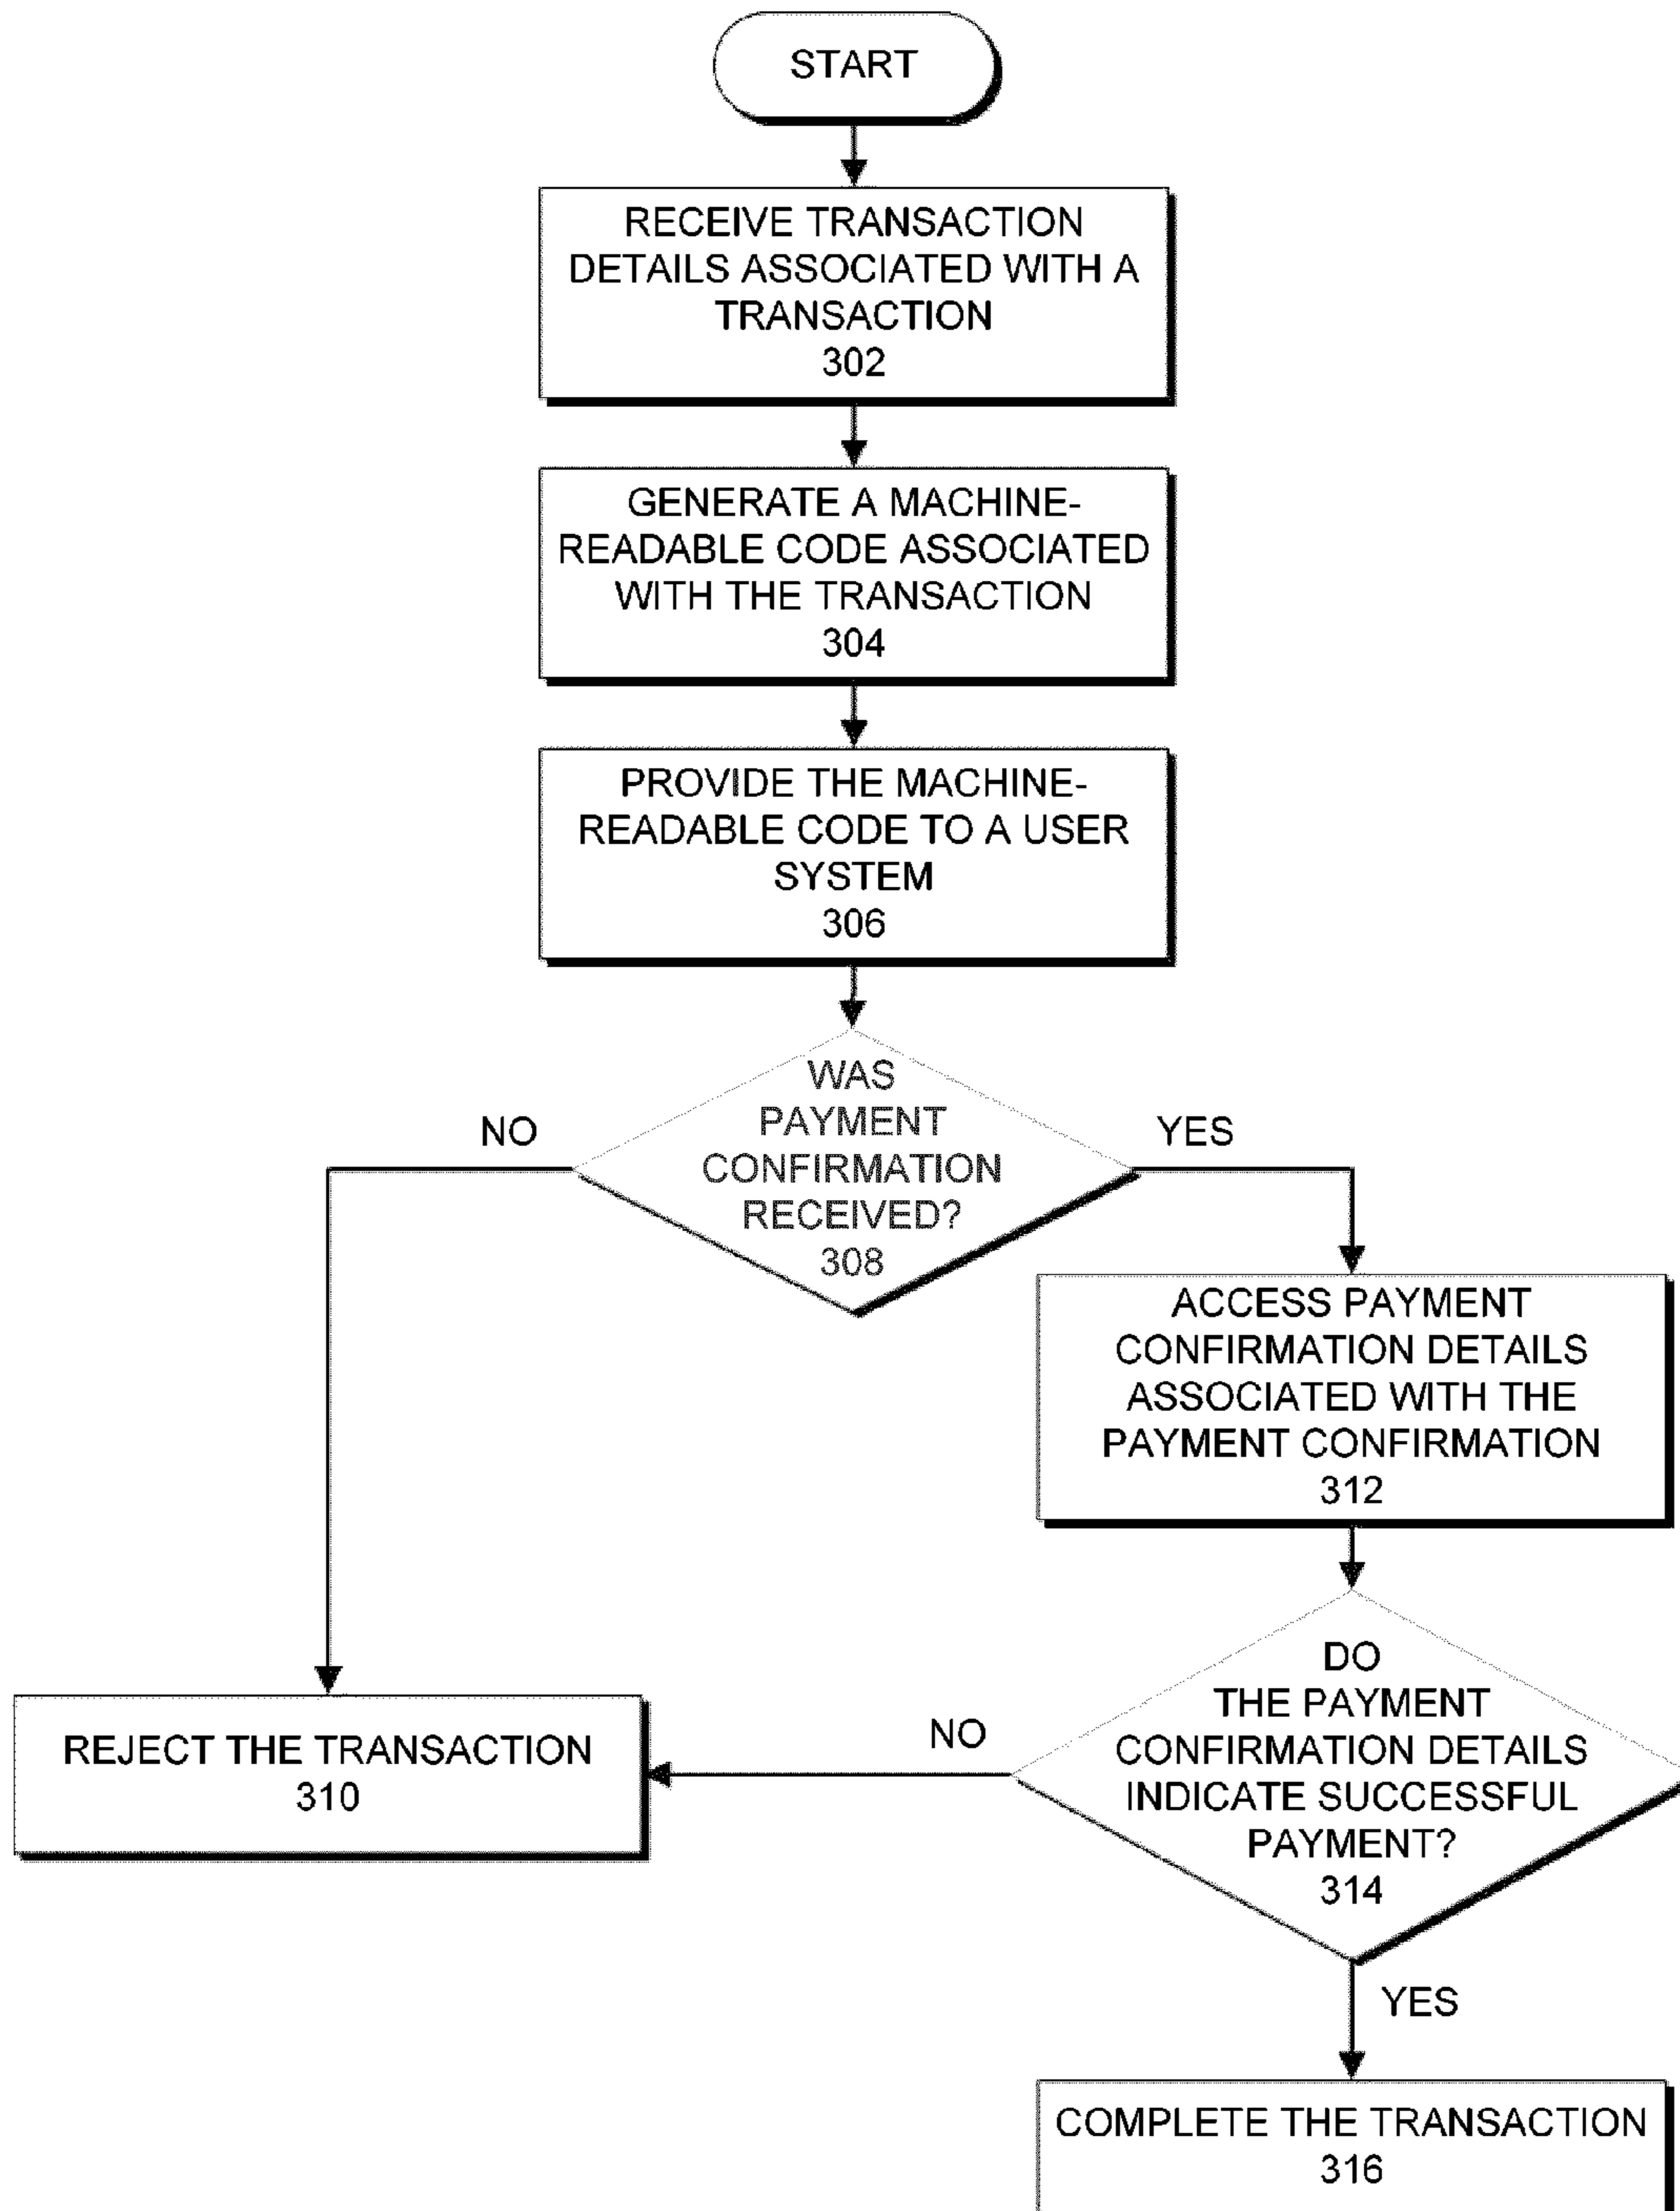 START
RECEIVE TRANSACTION
DETAILS ASSOCIATED WITH A
TRANSACTION
302
GENERATE A MACHINE-
READABLE CODE ASSOCIATED
WITH THE TRANSACTION
304
PROVIDE THE MACHINE-
READABLE CODE TO A USER
SYSTEM
306
WAS
PAYMENT
CONFIRMATION
RECEIVED?
308
NO
YES
ACCESS PAYMENT
CONFIRMATION DETAILS
ASSOCIATED WITH THE
PAYMENT CONFIRMATION
312
DO
THE PAYMENT
CONFIRMATION DETAILS
INDICATE SUCCESSFUL
PAYMENT?
314
NO
REJECT THE TRANSACTION
310
YES
COMPLETE THE TRANSACTION
316